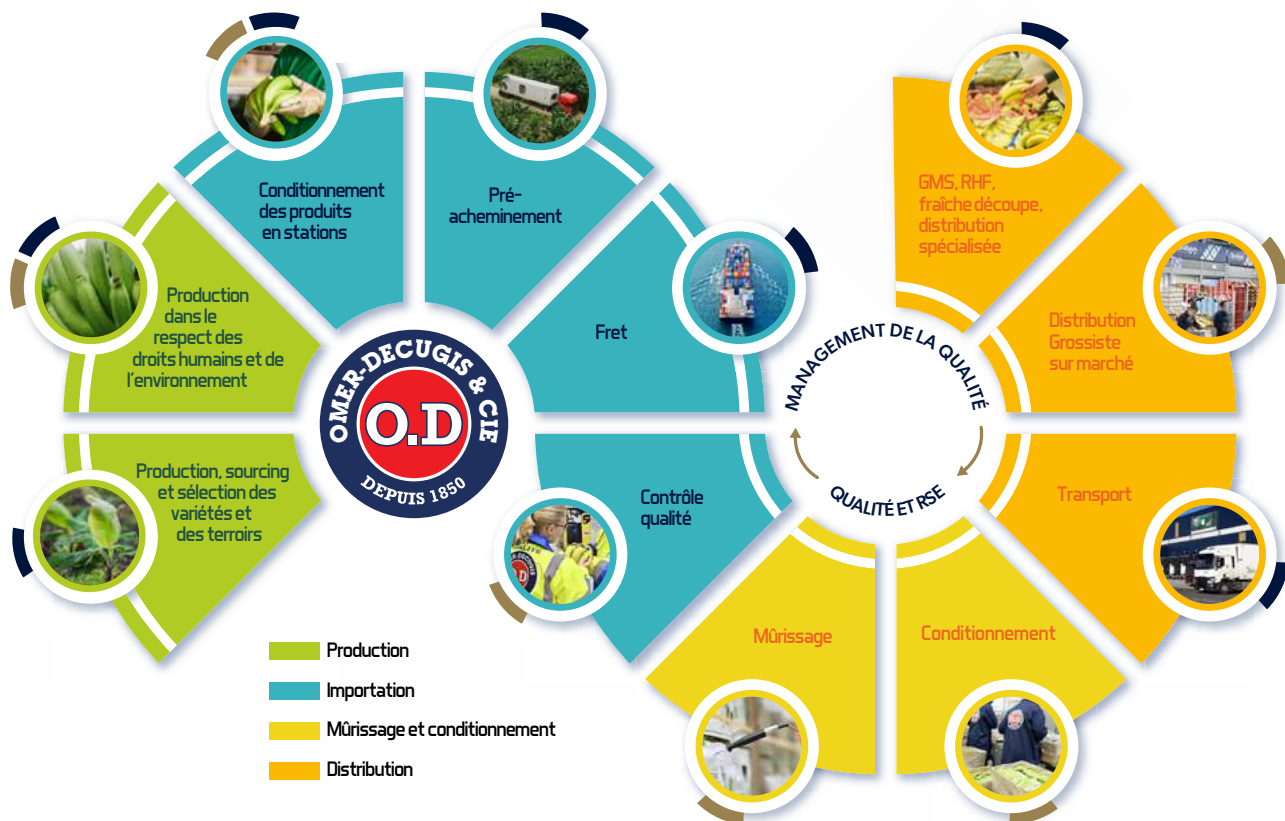 Conditionnement
des produits
en stations
Pré-
acheminement
GMS, RHF,
fraîche découpe,
distribution
spécialisée
Production
dans le
respect des
droits humains et de
l'environnement
Fret
Distribution
Grossiste
sur marché
OMER-DECUGIS & CIE
O.D
DEPUIS 1850
MANAGEMENT DE LA QUALITÉ
QUALITÉ ET RSE
Production, sourcing
et sélection des
variétés et
des terroirs
Contrôle
qualité
Transport
Mûrissage
Conditionnement
Production
Importation
Mûrissage et conditionnement
Distribution